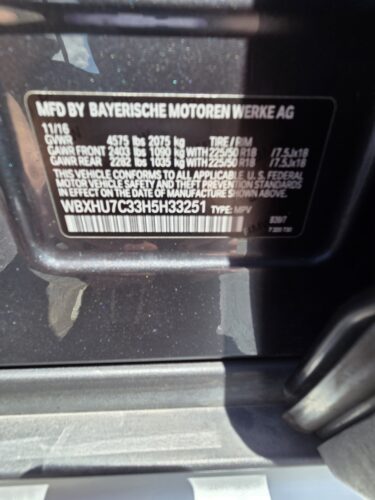 MFD BY BAYERISCHE MOTOREN WERKE AG
11/16
GVWR 4575 lbs 2075 kg TIRE / RIM
GAWR FRONT 2403 lbs 1090 kg WITH 225/50 R18 /7.5Jx18
GAWR REAR 2282 lbs 1035 kg WITH 225/50 R18 /7.5Jx18
THIS VEHICLE CONFORMS TO ALL APPLICABLE U.S. FEDERAL
MOTOR VEHICLE SAFETY AND THEFT PREVENTION STANDARDS
IN EFFECT ON THE DATE OF MANUFACTURE SHOWN ABOVE.
WBXHU7C33H5H33251 TYPE: MPV